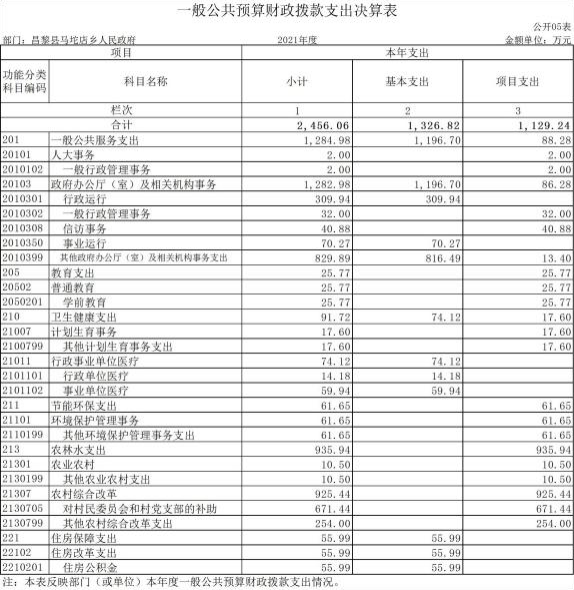 一般公共预算财政拨款支出决算表
公开05表
部门：昌黎县马坨店乡人民政府 2021年度 金额单位：万元
项目 本年支出
功能分类科目编码 科目名称 小计 基本支出 项目支出
栏次 1 2 3
合计 2,456.06 1,326.82 1,129.24
201 一般公共服务支出 1,284.98 1,196.70 88.28
20101 人大事务 2.00 2.00
2010102 一般行政管理事务 2.00 2.00
20103 政府办公厅（室）及相关机构事务 1,282.98 1,196.70 86.28
2010301 行政运行 309.94 309.94
2010302 一般行政管理事务 32.00 32.00
2010308 信访事务 40.88 40.88
2010350 事业运行 70.27 70.27
2010399 其他政府办公厅（室）及相关机构事务支出 829.89 816.49 13.40
205 教育支出 25.77 25.77
20502 普通教育 25.77 25.77
2050201 学前教育 25.77 25.77
210 卫生健康支出 91.72 74.12 17.60
21007 计划生育事务 17.60 17.60
2100799 其他计划生育事务支出 17.60 17.60
21011 行政事业单位医疗 74.12 74.12
2101101 行政单位医疗 14.18 14.18
2101102 事业单位医疗 59.94 59.94
211 节能环保支出 61.65 61.65
21101 环境保护管理事务 61.65 61.65
2110199 其他环境保护管理事务支出 61.65 61.65
213 农林水支出 935.94 935.94
21301 农业农村 10.50 10.50
2130199 其他农业农村支出 10.50 10.50
21307 农村综合改革 925.44 925.44
2130705 对村民委员会和村党支部的补助 671.44 671.44
2130799 其他农村综合改革支出 254.00 254.00
221 住房保障支出 55.99 55.99
22102 住房改革支出 55.99 55.99
2210201 住房公积金 55.99 55.99
注：本表反映部门（或单位）本年度一般公共预算财政拨款支出情况。